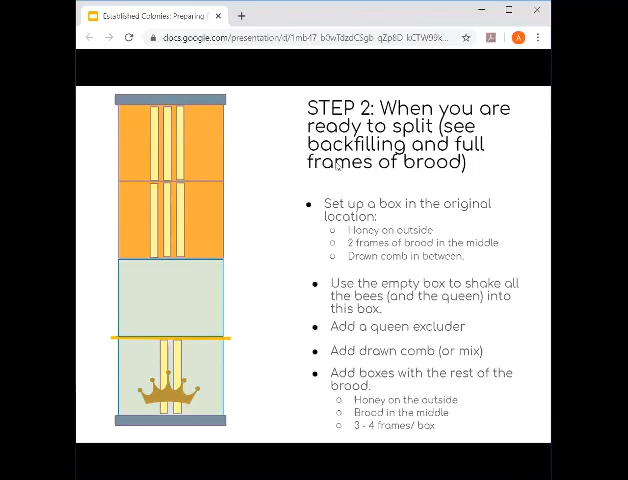 Established Colonies: Preparing
docs.google.com/presentation/d/1mb47_b0wTdzdCSgb-qZp8D_kCTW99k...
A
STEP 2: When you are
ready to split (see
backfilling and full
frames of brood)
● Set up a box in the original
location:
○ Honey on outside
○ 2 frames of brood in the middle
○ Drawn comb in between.
● Use the empty box to shake all
the bees (and the queen) into
this box.
● Add a queen excluder
● Add drawn comb (or mix)
● Add boxes with the rest of the
brood.
○ Honey on the outside
○ Brood in the middle
○ 3 - 4 frames/ box